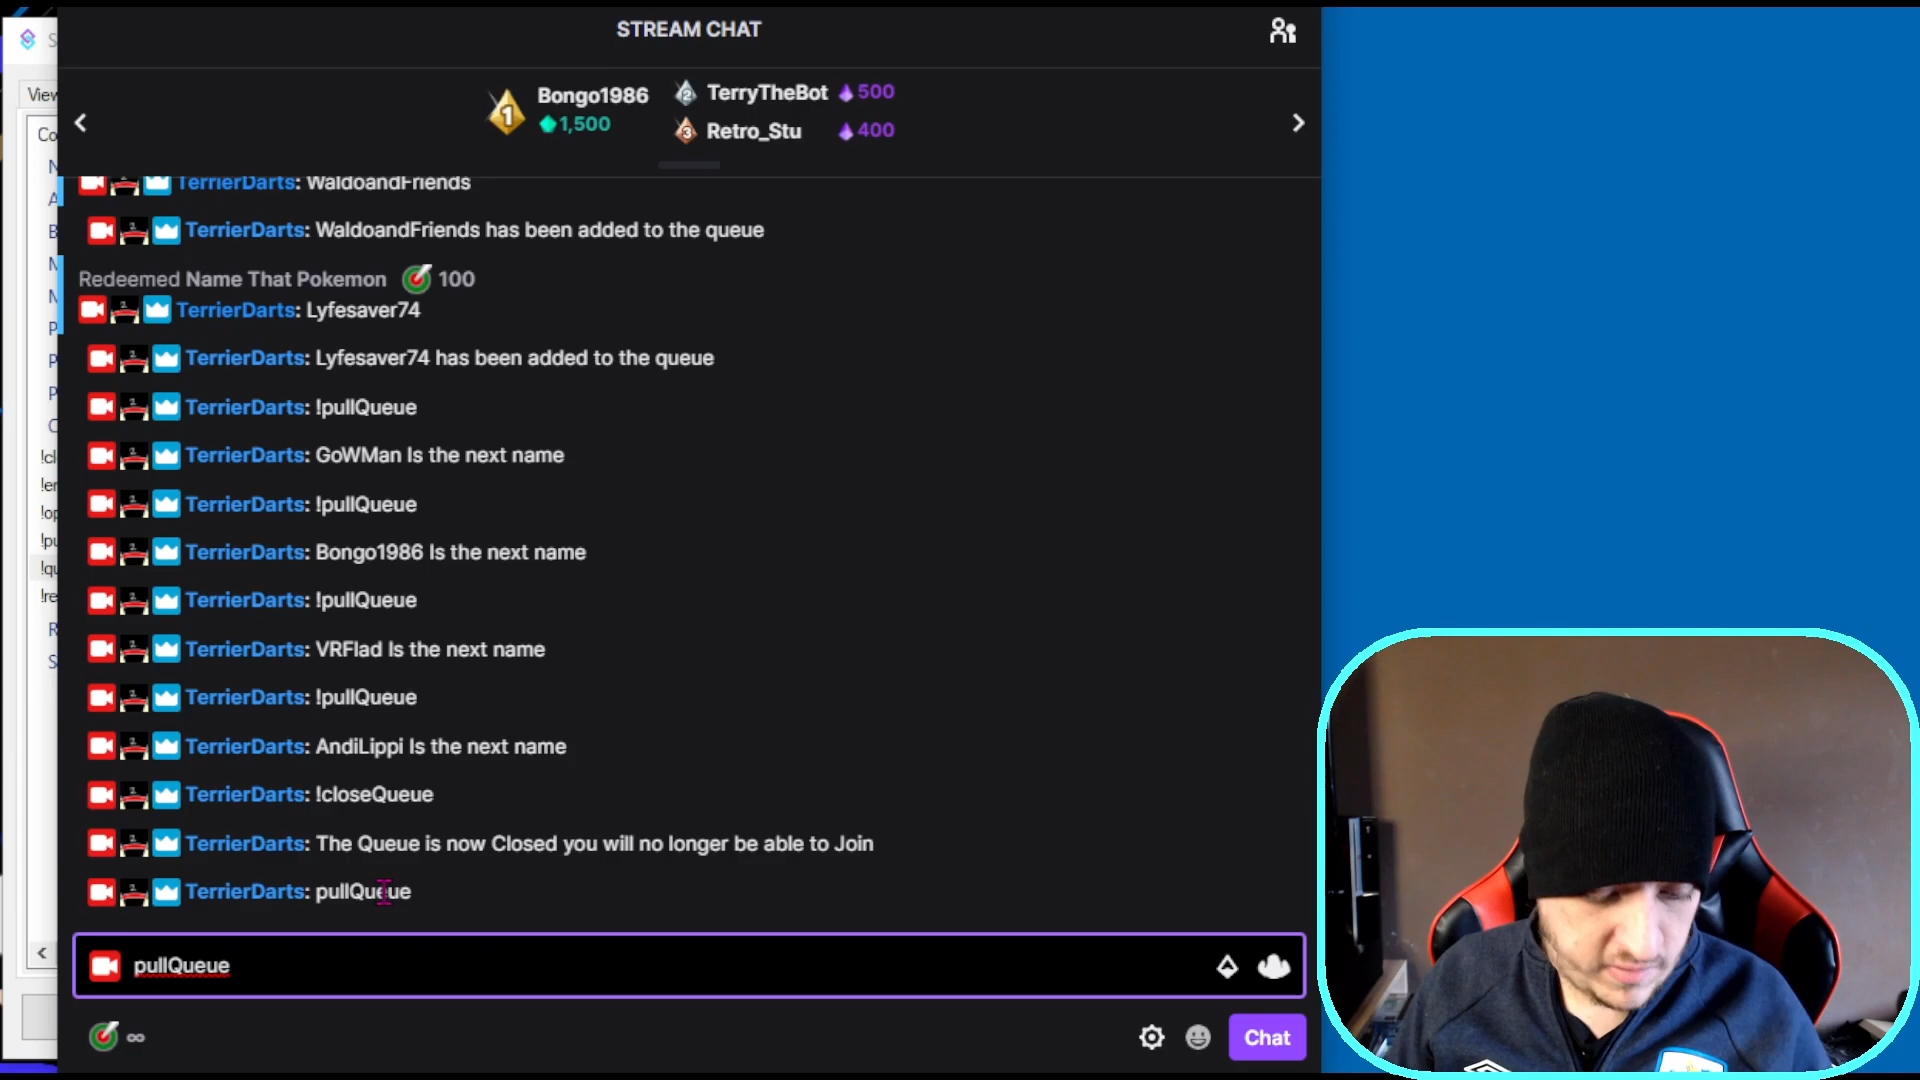 STREAM CHAT
View
1 Bongo1986 1,500
2 TerryTheBot 500
3 Retro_Stu 400
TerrierDarts: WaldoandFriends
TerrierDarts: WaldoandFriends has been added to the queue
Redeemed Name That Pokemon 100
TerrierDarts: Lyfesaver74
TerrierDarts: Lyfesaver74 has been added to the queue
TerrierDarts: !pullQueue
TerrierDarts: GoWMan Is the next name
TerrierDarts: !pullQueue
TerrierDarts: Bongo1986 Is the next name
TerrierDarts: !pullQueue
TerrierDarts: VRFlad Is the next name
TerrierDarts: !pullQueue
TerrierDarts: AndiLippi Is the next name
TerrierDarts: !closeQueue
TerrierDarts: The Queue is now Closed you will no longer be able to Join
TerrierDarts: pullQueue
pullQueue
∞
Chat